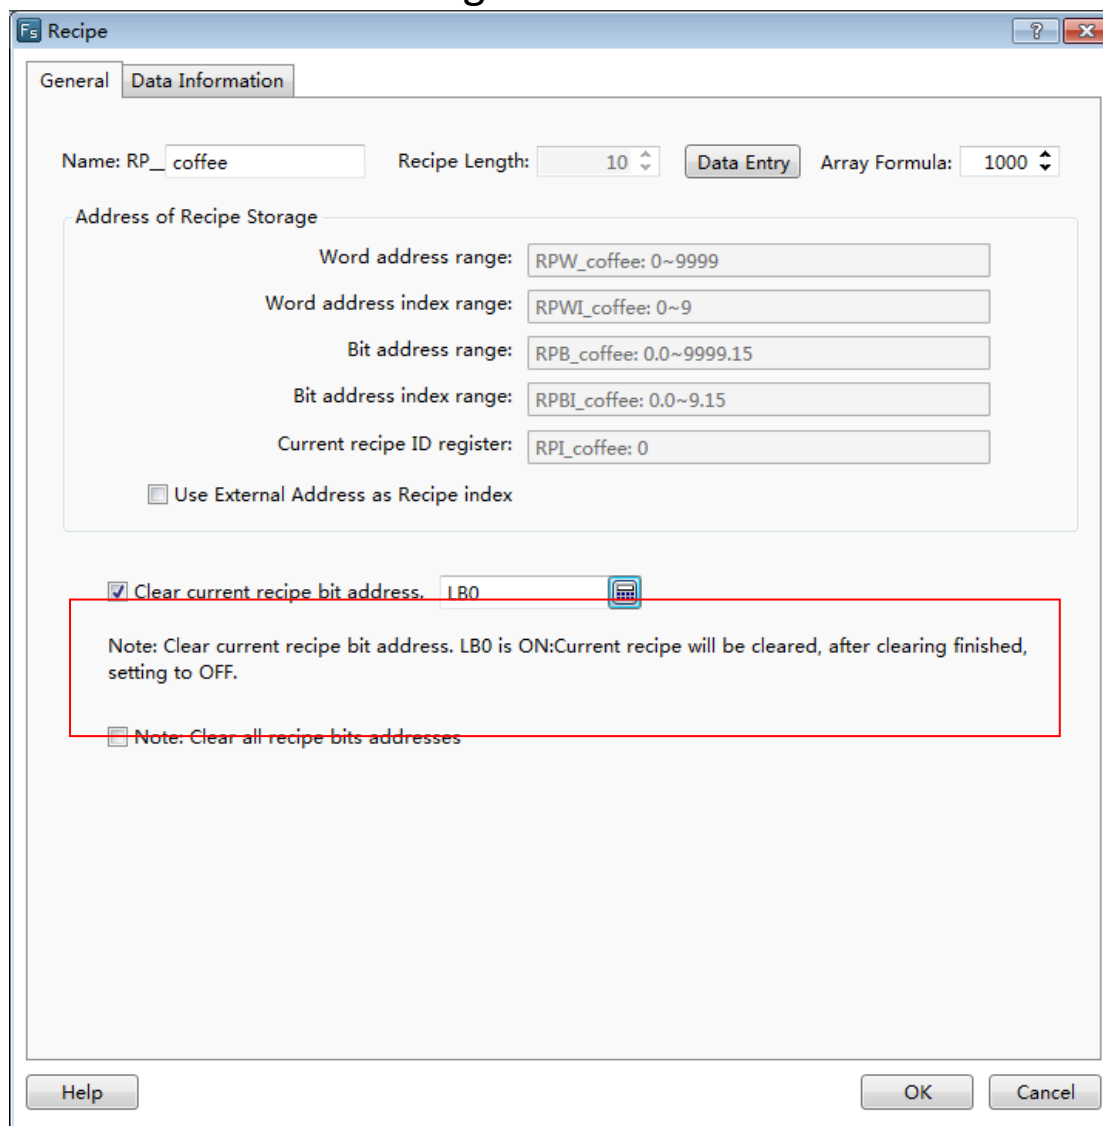 Fs Recipe ?
General Data Information
Name: RP_ coffee Recipe Length: 10 Data Entry Array Formula: 1000
Address of Recipe Storage
Word address range: RPW_coffee: 0~9999
Word address index range: RPWI_coffee: 0~9
Bit address range: RPB_coffee: 0.0~9999.15
Bit address index range: RPBI_coffee: 0.0~9.15
Current recipe ID register: RPI_coffee: 0
Use External Address as Recipe index
Clear current recipe bit address. LB0
Note: Clear current recipe bit address. LB0 is ON:Current recipe will be cleared, after clearing finished,
setting to OFF.
Note: Clear all recipe bits addresses
Help OK Cancel